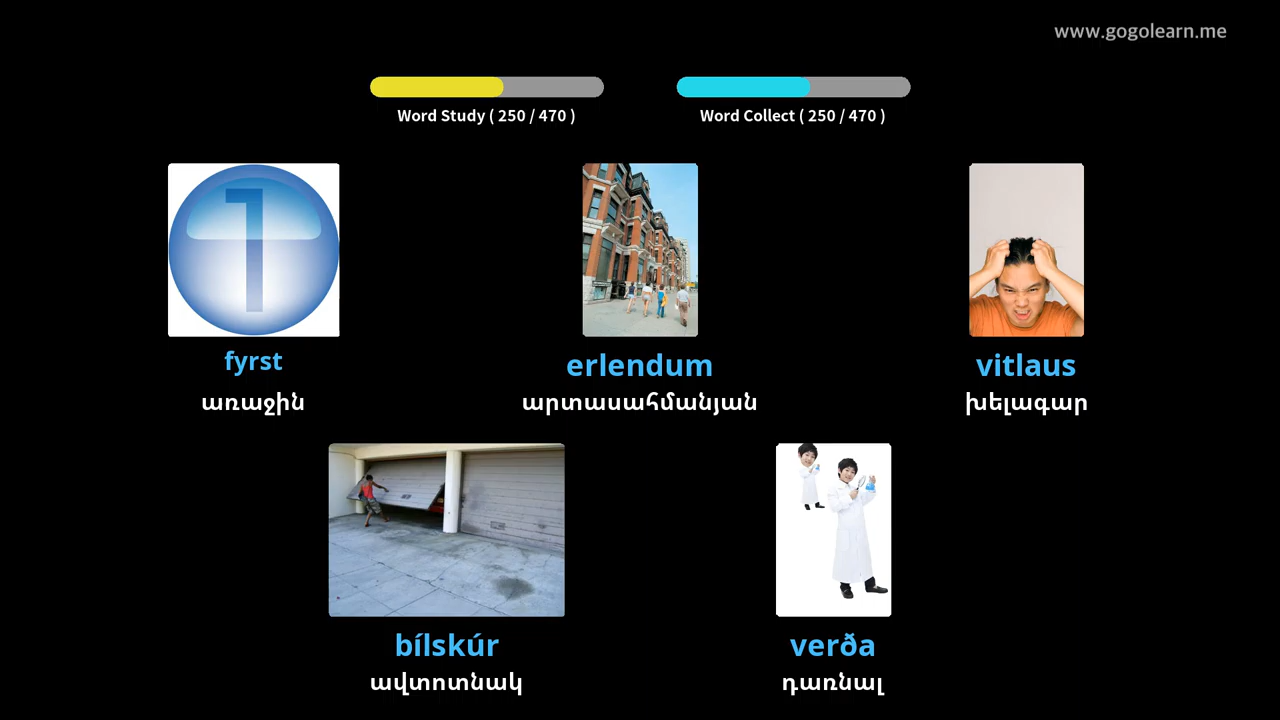 www.gogolearn.me
Word Study ( 250 / 470 )
Word Collect ( 250 / 470 )
1
fyrst
առաջին
erlendum
արտասահմանյան
vitlaus
խելագար
bílskúr
ավտոտնակ
verða
դառնալ